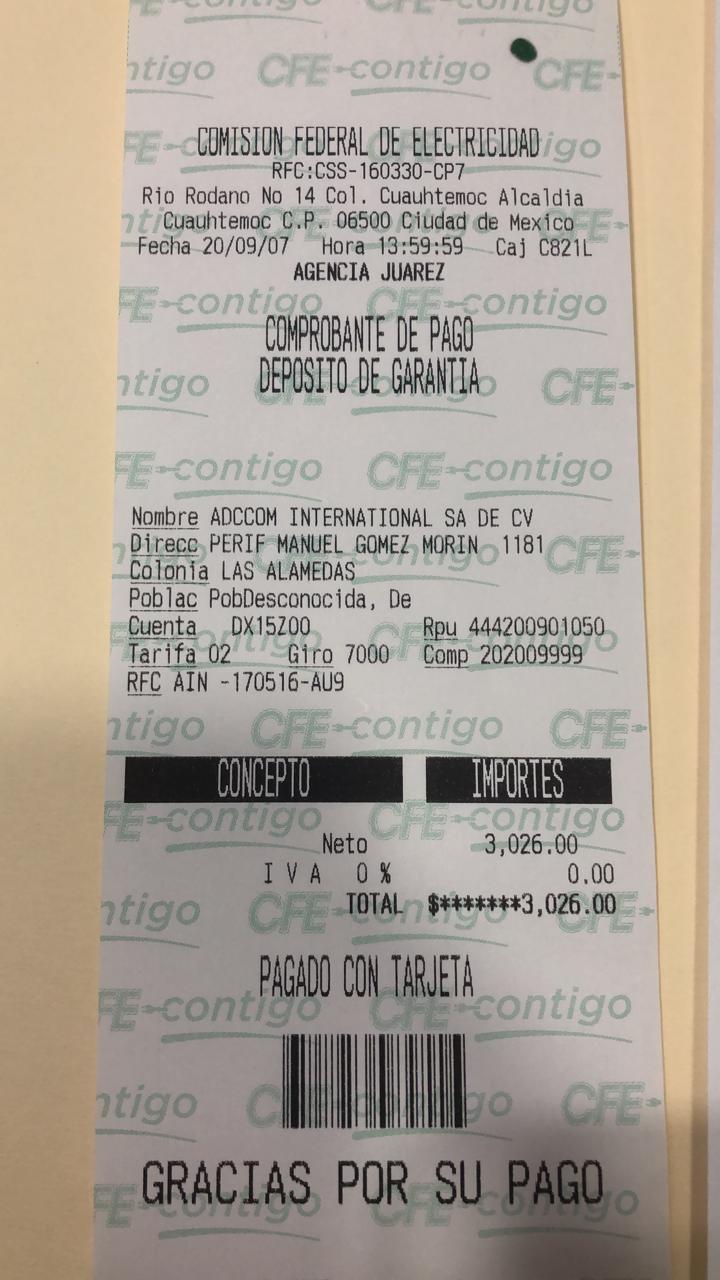 COMISION FEDERAL DE ELECTRICIDAD
RFC:CSS-160330-CP7
Rio Rodano No 14 Col. Cuauhtemoc Alcaldia
Cuauhtemoc C.P. 06500 Ciudad de Mexico
Fecha 20/09/07 Hora 13:59:59 Caj C821L
AGENCIA JUAREZ
COMPROBANTE DE PAGO
DEPOSITO DE GARANTIA
Nombre ADCCOM INTERNATIONAL SA DE CV
Direcc PERIF MANUEL GOMEZ MORIN 1181
Colonia LAS ALAMEDAS
Poblac PobDesconocida, De
Cuenta DX15Z00 Rpu 444200901050
Tarifa 02 Giro 7000 Comp 202009999
RFC AIN -170516-AU9
CONCEPTO IMPORTES
Neto 3,026.00
I V A 0 % 0.00
TOTAL $*******3,026.00
PAGADO CON TARJETA
GRACIAS POR SU PAGO
CFE contigo